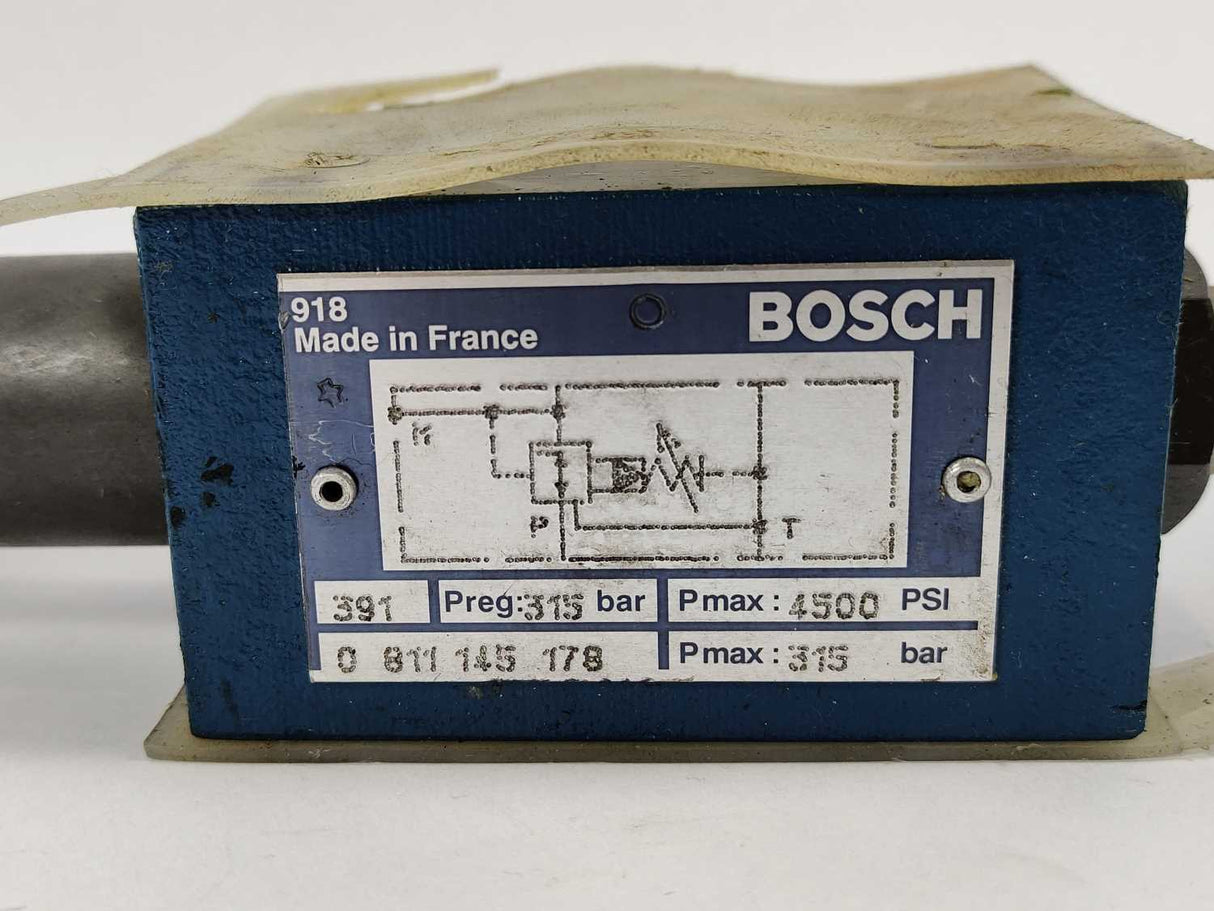 918
Made in France
BOSCH
M
P
T
391 Preg: 315 bar Pmax : 4500 PSI
0 811 145 178 Pmax : 315 bar